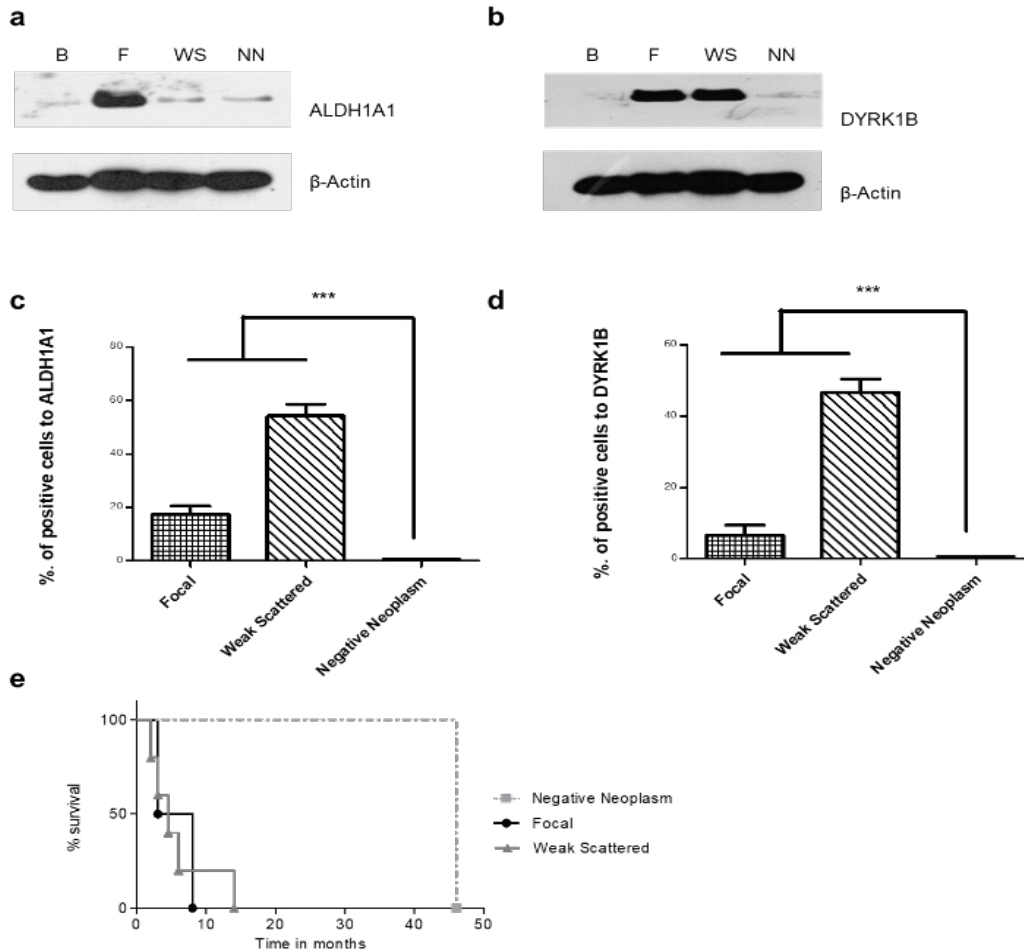 a
B F WS NN
ALDH1A1
β-Actin
b
B F WS NN
DYRK1B
β-Actin
c
***
%. of positive cells to ALDH1A1
80
60
40
20
0
Focal
Weak Scattered
Negative Neoplasm
d
***
%. of positive cells to DYRK1B
60
40
20
0
Focal
Weak Scattered
Negative Neoplasm
e
% survival
100
50
0
0 10 20 30 40 50
Time in months
Negative Neoplasm
Focal
Weak Scattered